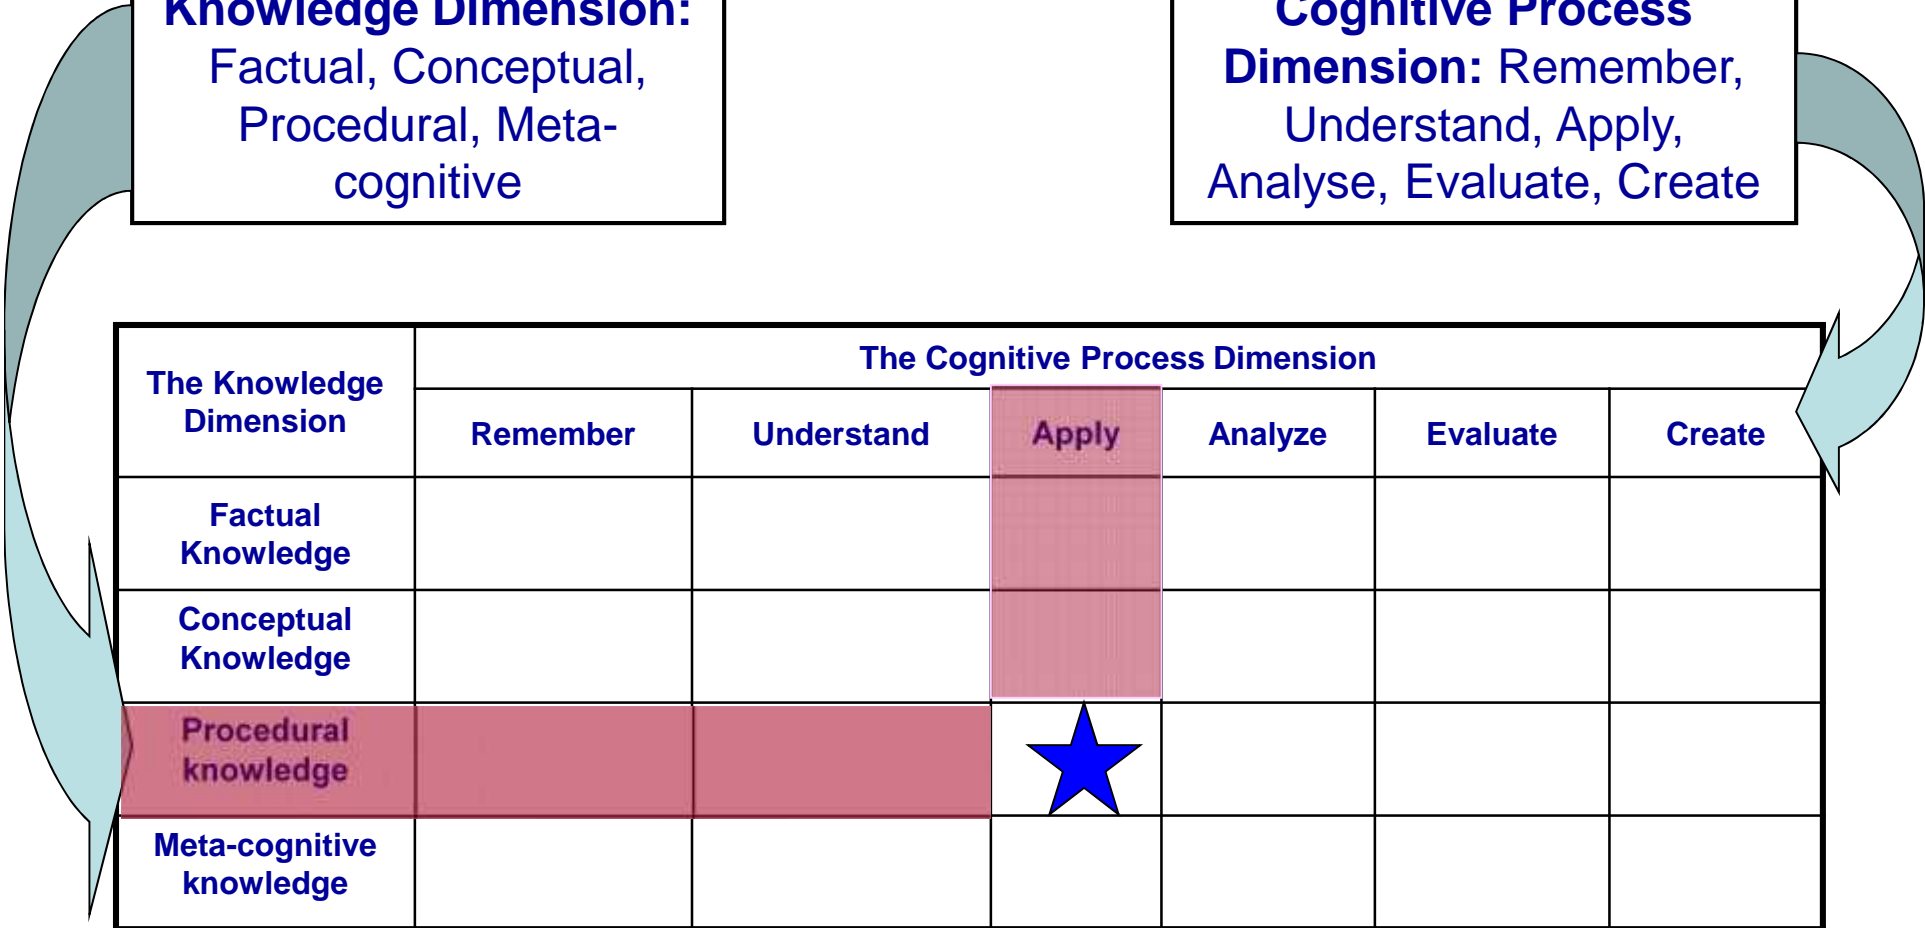 Knowledge Dimension:
Factual, Conceptual,
Procedural, Meta-
cognitive
Cognitive Process
Dimension: Remember,
Understand, Apply,
Analyse, Evaluate, Create
The Knowledge
Dimension
The Cognitive Process Dimension
Remember
Understand
Apply
Analyze
Evaluate
Create
Factual
Knowledge
Conceptual
Knowledge
Procedural
knowledge
Meta-cognitive
knowledge